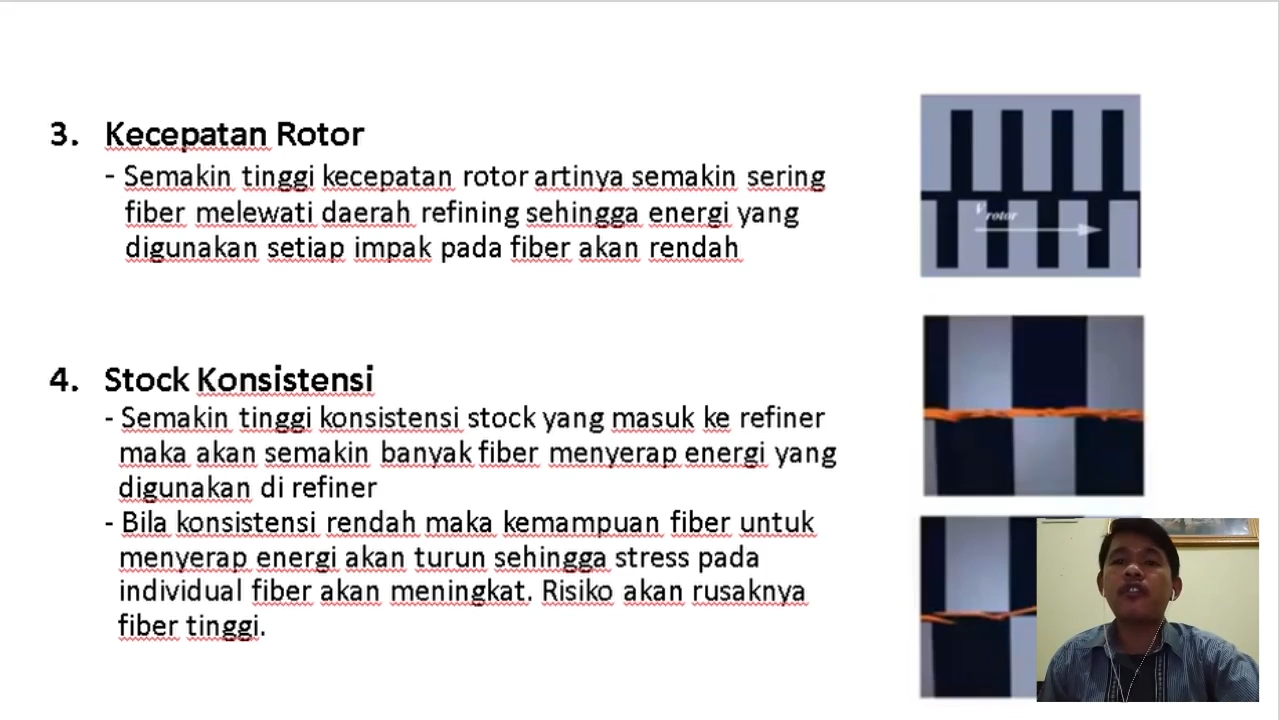 3. Kecepatan Rotor
- Semakin tinggi kecepatan rotor artinya semakin sering
fiber melewati daerah refining sehingga energi yang
digunakan setiap impak pada fiber akan rendah
V rotor
4. Stock Konsistensi
- Semakin tinggi konsistensi stock yang masuk ke refiner
maka akan semakin banyak fiber menyerap energi yang
digunakan di refiner
- Bila konsistensi rendah maka kemampuan fiber untuk
menyerap energi akan turun sehingga stress pada
individual fiber akan meningkat. Risiko akan rusaknya
fiber tinggi.